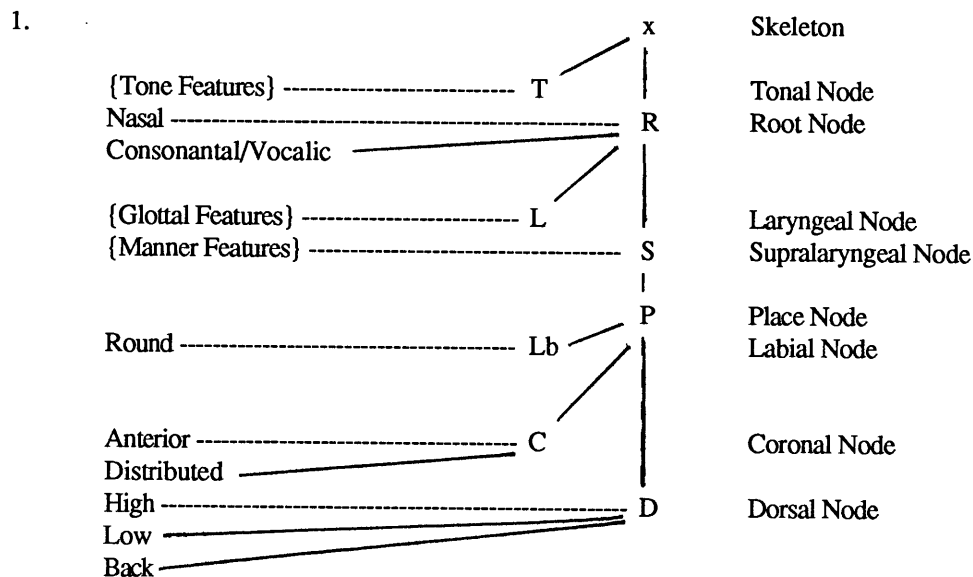 1. x Skeleton
{Tone Features} T Tonal Node
Nasal R Root Node
Consonantal/Vocalic
{Glottal Features} L Laryngeal Node
{Manner Features} S Supralaryngeal Node
P Place Node
Round Lb Labial Node
Anterior C Coronal Node
Distributed
High D Dorsal Node
Low
Back